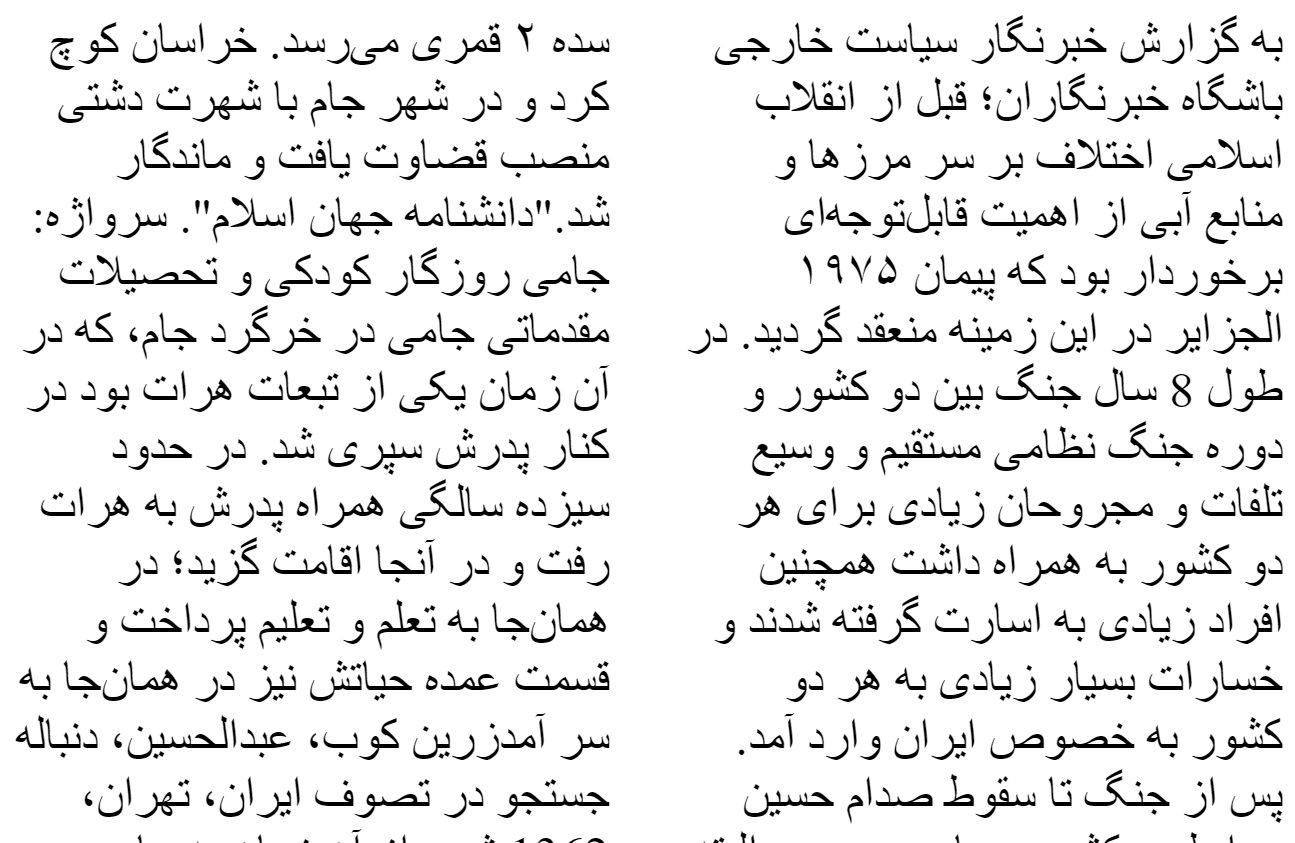 به گزارش خبرنگار سیاست خارجی
باشگاه خبرنگاران؛ قبل از انقلاب
اسلامی اختلاف بر سر مرزها و
منابع آبی از اهمیت قابل‌توجه‌ای
برخوردار بود که پیمان ۱۹۷۵
الجزایر در این زمینه منعقد گردید. در
طول 8 سال جنگ بین دو کشور و
دوره جنگ نظامی مستقیم و وسیع
تلفات و مجروحان زیادی برای هر
دو کشور به همراه داشت همچنین
افراد زیادی به اسارت گرفته شدند و
خسارات بسیار زیادی به هر دو
کشور به خصوص ایران وارد آمد.
پس از جنگ تا سقوط صدام حسین
سده ۲ قمری می‌رسد. خراسان کوچ
کرد و در شهر جام با شهرت دشتی
منصب قضاوت یافت و ماندگار
شد."دانشنامه جهان اسلام". سرواژه:
جامی روزگار کودکی و تحصیلات
مقدماتی جامی در خرگرد جام، که در
آن زمان یکی از تبعات هرات بود در
کنار پدرش سپری شد. در حدود
سیزده سالگی همراه پدرش به هرات
رفت و در آنجا اقامت گزید؛ در
همان‌جا به تعلم و تعلیم پرداخت و
قسمت عمده حیاتش نیز در همان‌جا به
سر آمدزرین کوب، عبدالحسین، دنباله
جستجو در تصوف ایران، تهران،